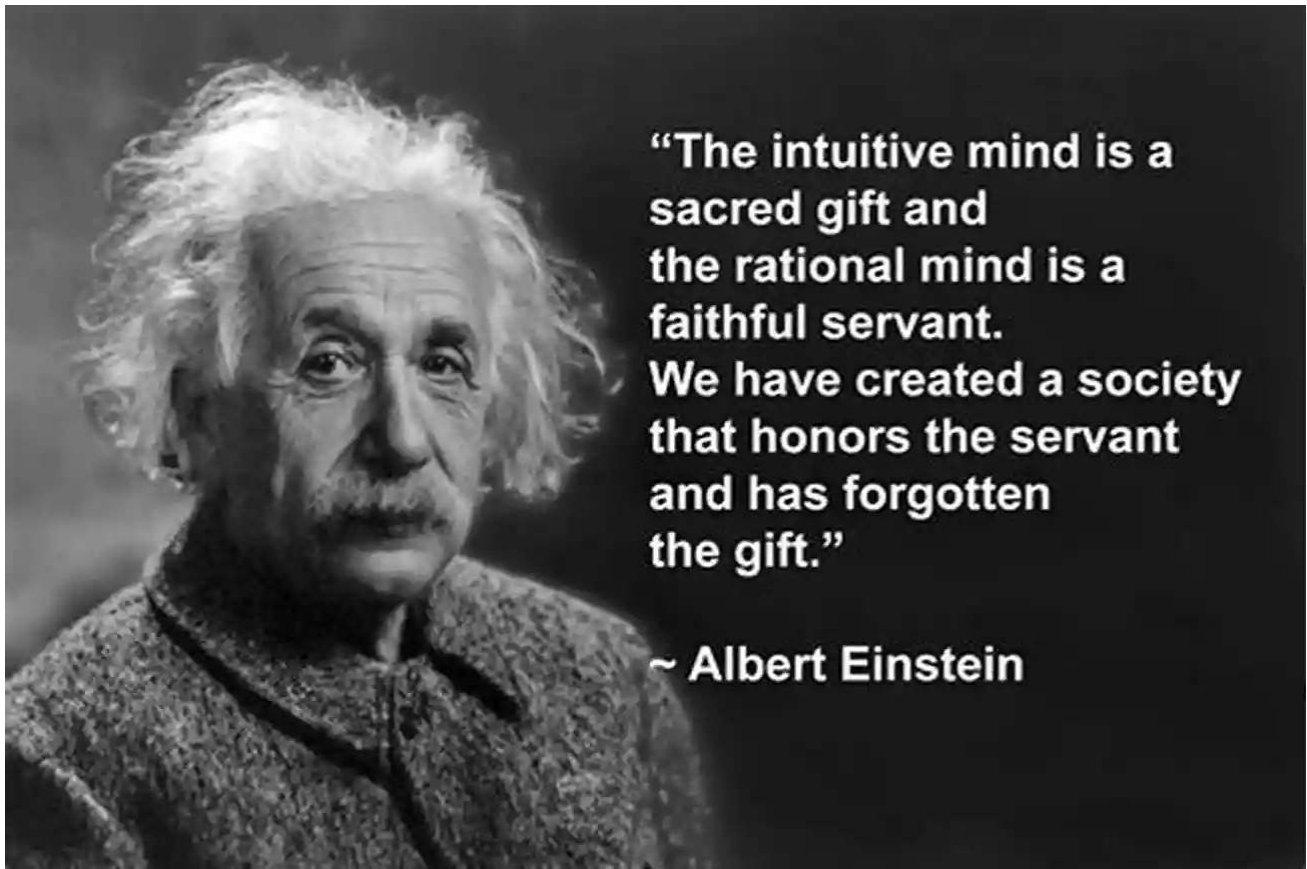 “The intuitive mind is a
sacred gift and
the rational mind is a
faithful servant.
We have created a society
that honors the servant
and has forgotten
the gift.”
~ Albert Einstein